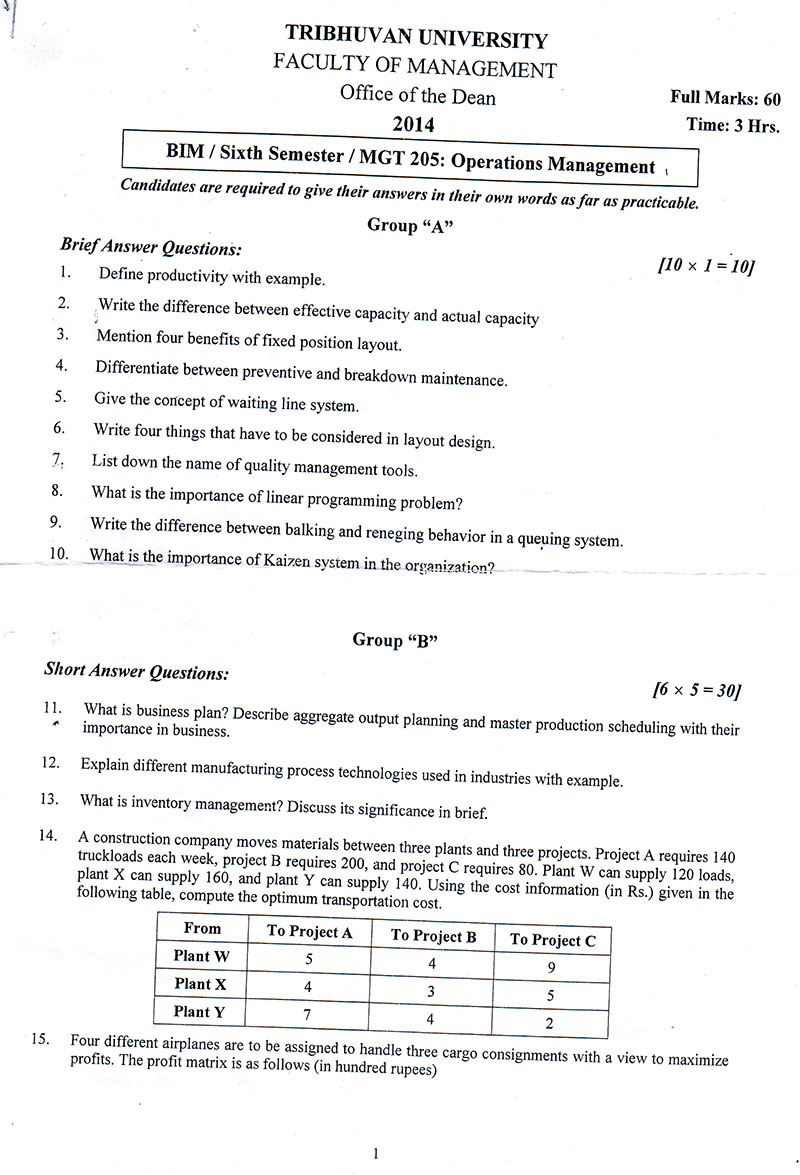 TRIBHUVAN UNIVERSITY
FACULTY OF MANAGEMENT
Office of the Dean
Full Marks: 60
2014
Time: 3 Hrs.
BIM / Sixth Semester / MGT 205: Operations Management
Candidates are required to give their answers in their own words as far as practicable.
Group “A”
Brief Answer Questions:
[10 × 1 = 10]
1. Define productivity with example.
2. Write the difference between effective capacity and actual capacity
3. Mention four benefits of fixed position layout.
4. Differentiate between preventive and breakdown maintenance.
5. Give the concept of waiting line system.
6. Write four things that have to be considered in layout design.
7. List down the name of quality management tools.
8. What is the importance of linear programming problem?
9. Write the difference between balking and reneging behavior in a queuing system.
10. What is the importance of Kaizen system in the organization?
Group “B”
Short Answer Questions:
[6 × 5 = 30]
11. What is business plan? Describe aggregate output planning and master production scheduling with their
importance in business.
12. Explain different manufacturing process technologies used in industries with example.
13. What is inventory management? Discuss its significance in brief.
14. A construction company moves materials between three plants and three projects. Project A requires 140
truckloads each week, project B requires 200, and project C requires 80. Plant W can supply 120 loads,
plant X can supply 160, and plant Y can supply 140. Using the cost information (in Rs.) given in the
following table, compute the optimum transportation cost.
From To Project A To Project B To Project C
Plant W 5 4 9
Plant X 4 3 5
Plant Y 7 4 2
15. Four different airplanes are to be assigned to handle three cargo consignments with a view to maximize
profits. The profit matrix is as follows (in hundred rupees)
1